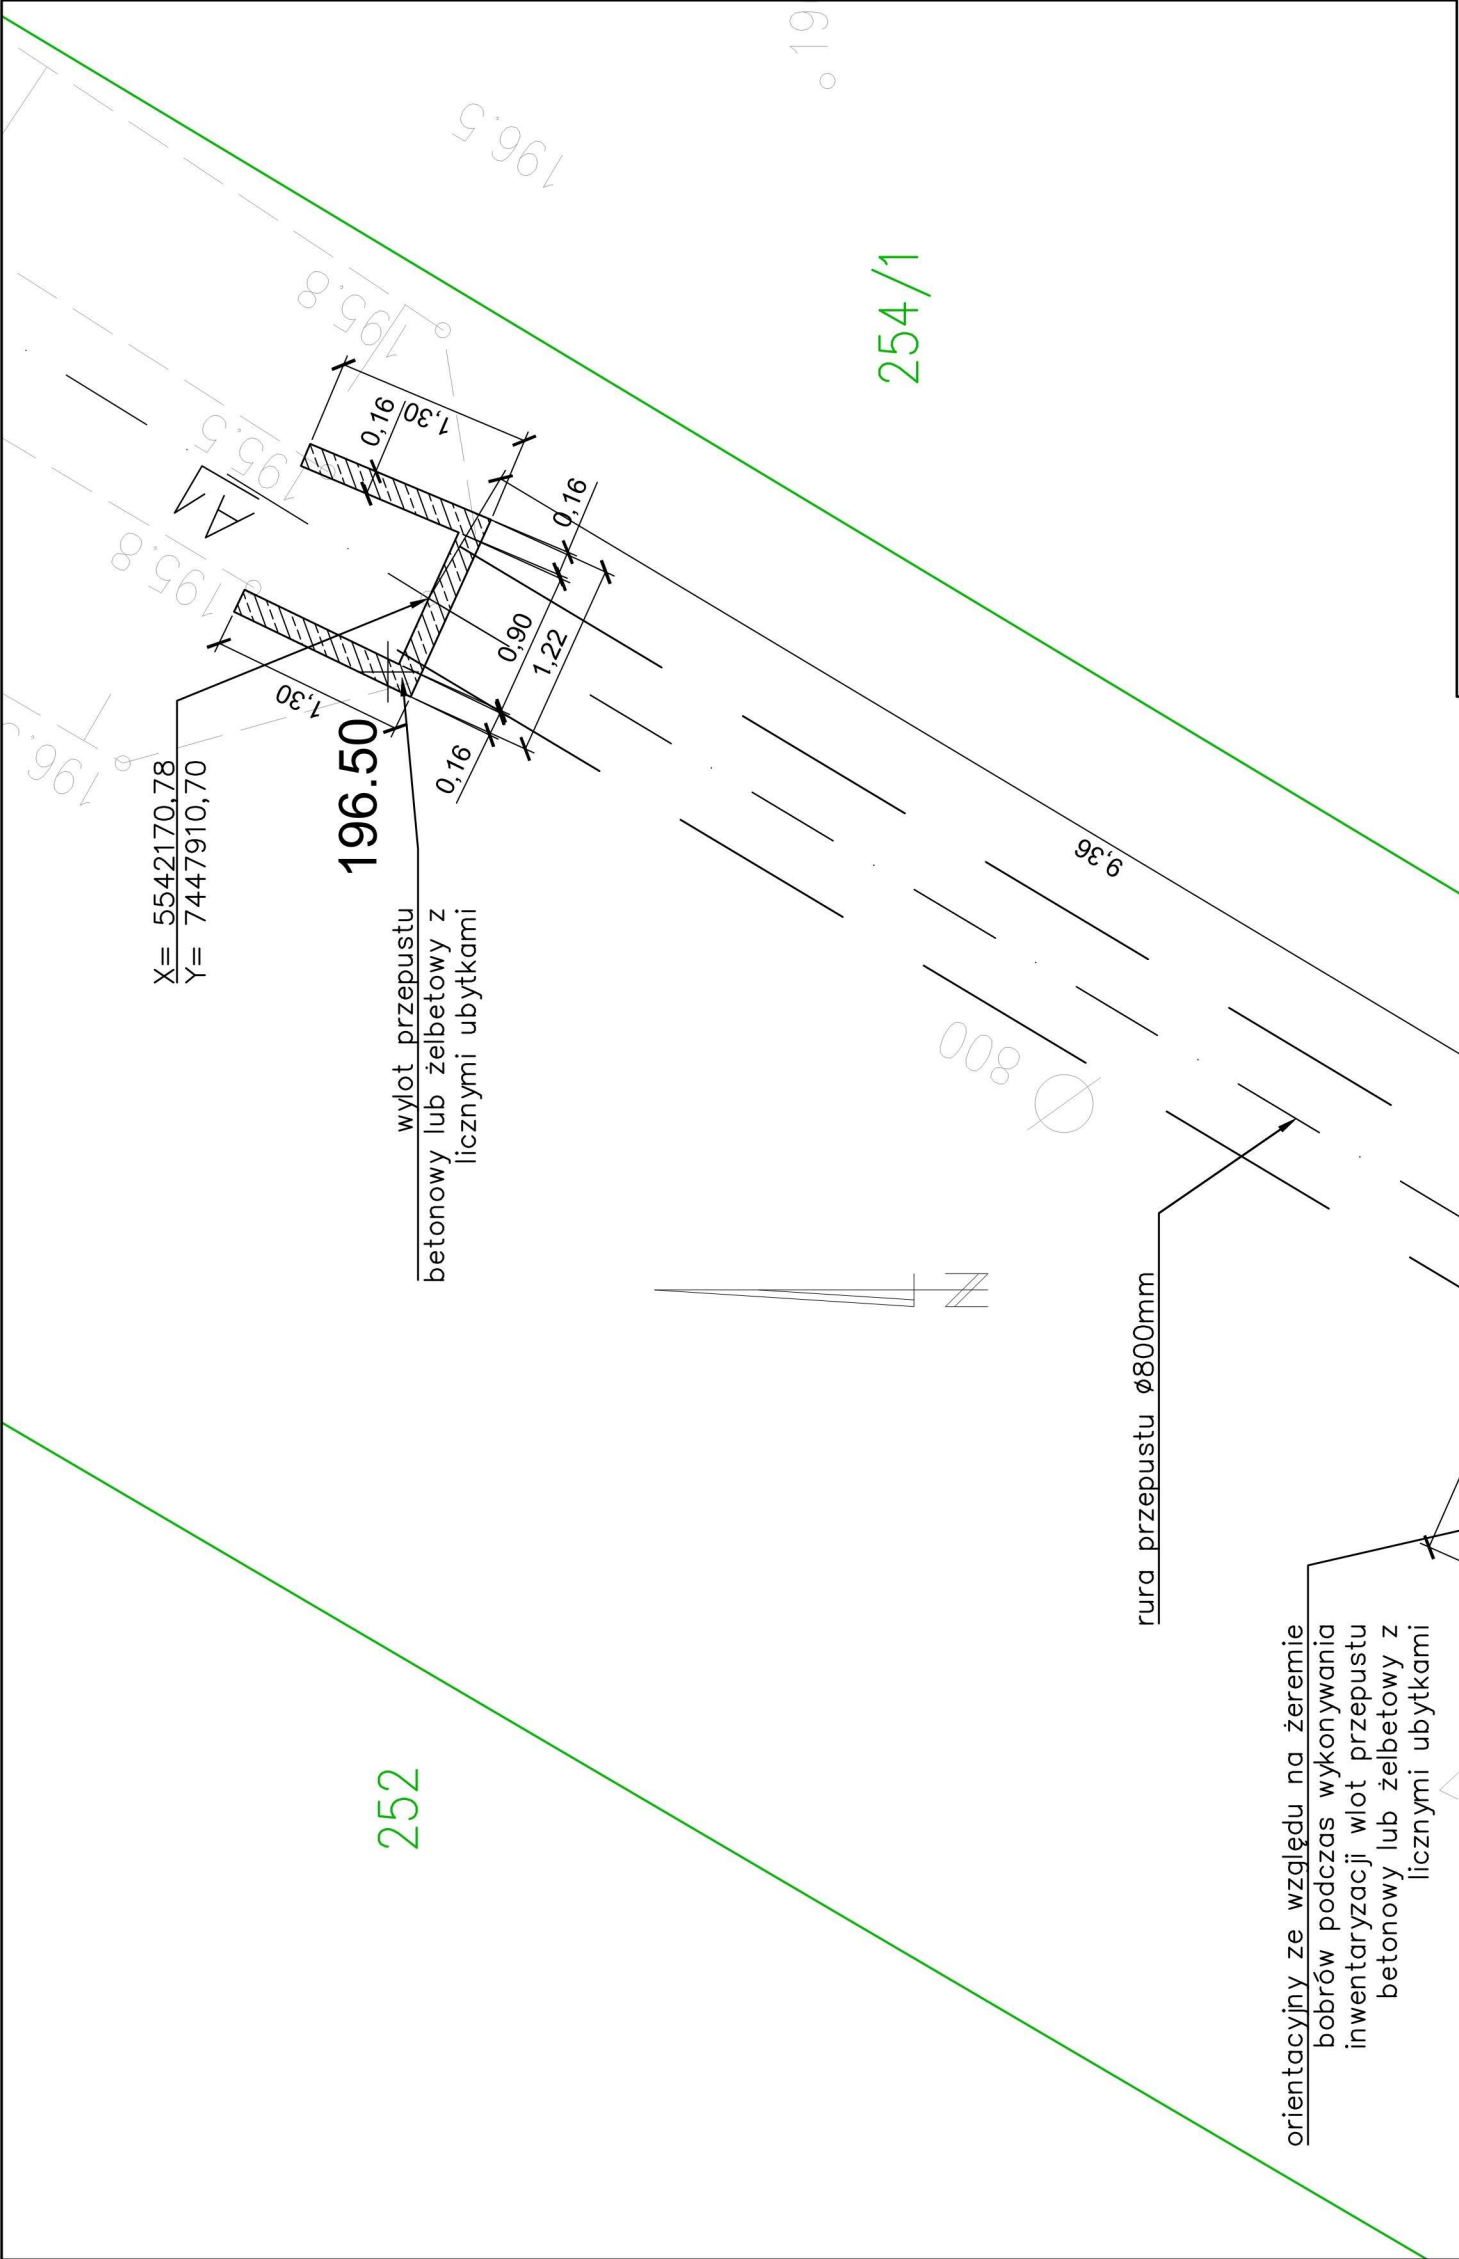 X= 5542170,78
Y= 7447910,70
196.50
wylot przepustu
betonowy lub żelbetowy z
licznymi ubytkami
1,30
0,16
1,30
0,16
0,90
1,22
0,16
9,36
A
195.8
195.5
195.8
196.5
254/1
252
800
N
rura przepustu ø800mm
orientacyjny ze względu na żeremie
bobrów podczas wykonywania
inwentaryzacji wlot przepustu
betonowy lub żelbetowy z
licznymi ubytkami